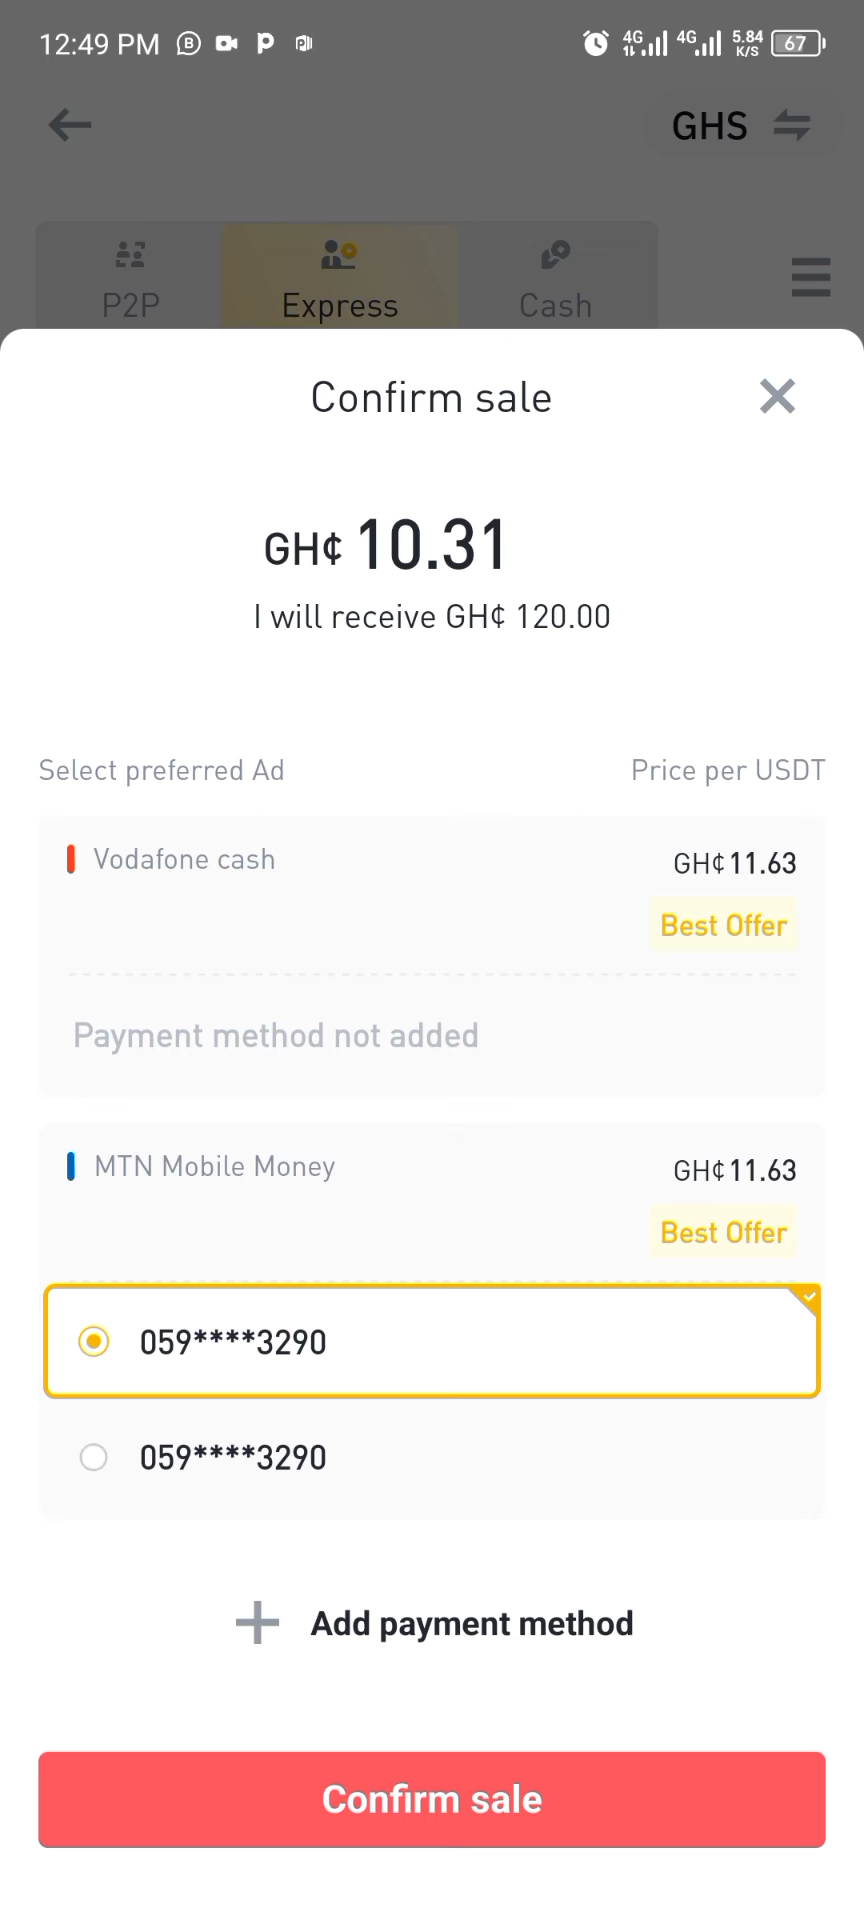 12:49 PM
4G 4G 5.84 K/S 67
GHS
P2P Express Cash
Confirm sale
GH¢ 10.31
I will receive GH¢ 120.00
Select preferred Ad Price per USDT
Vodafone cash GH¢11.63
Best Offer
Payment method not added
MTN Mobile Money GH¢11.63
Best Offer
059****3290
059****3290
Add payment method
Confirm sale